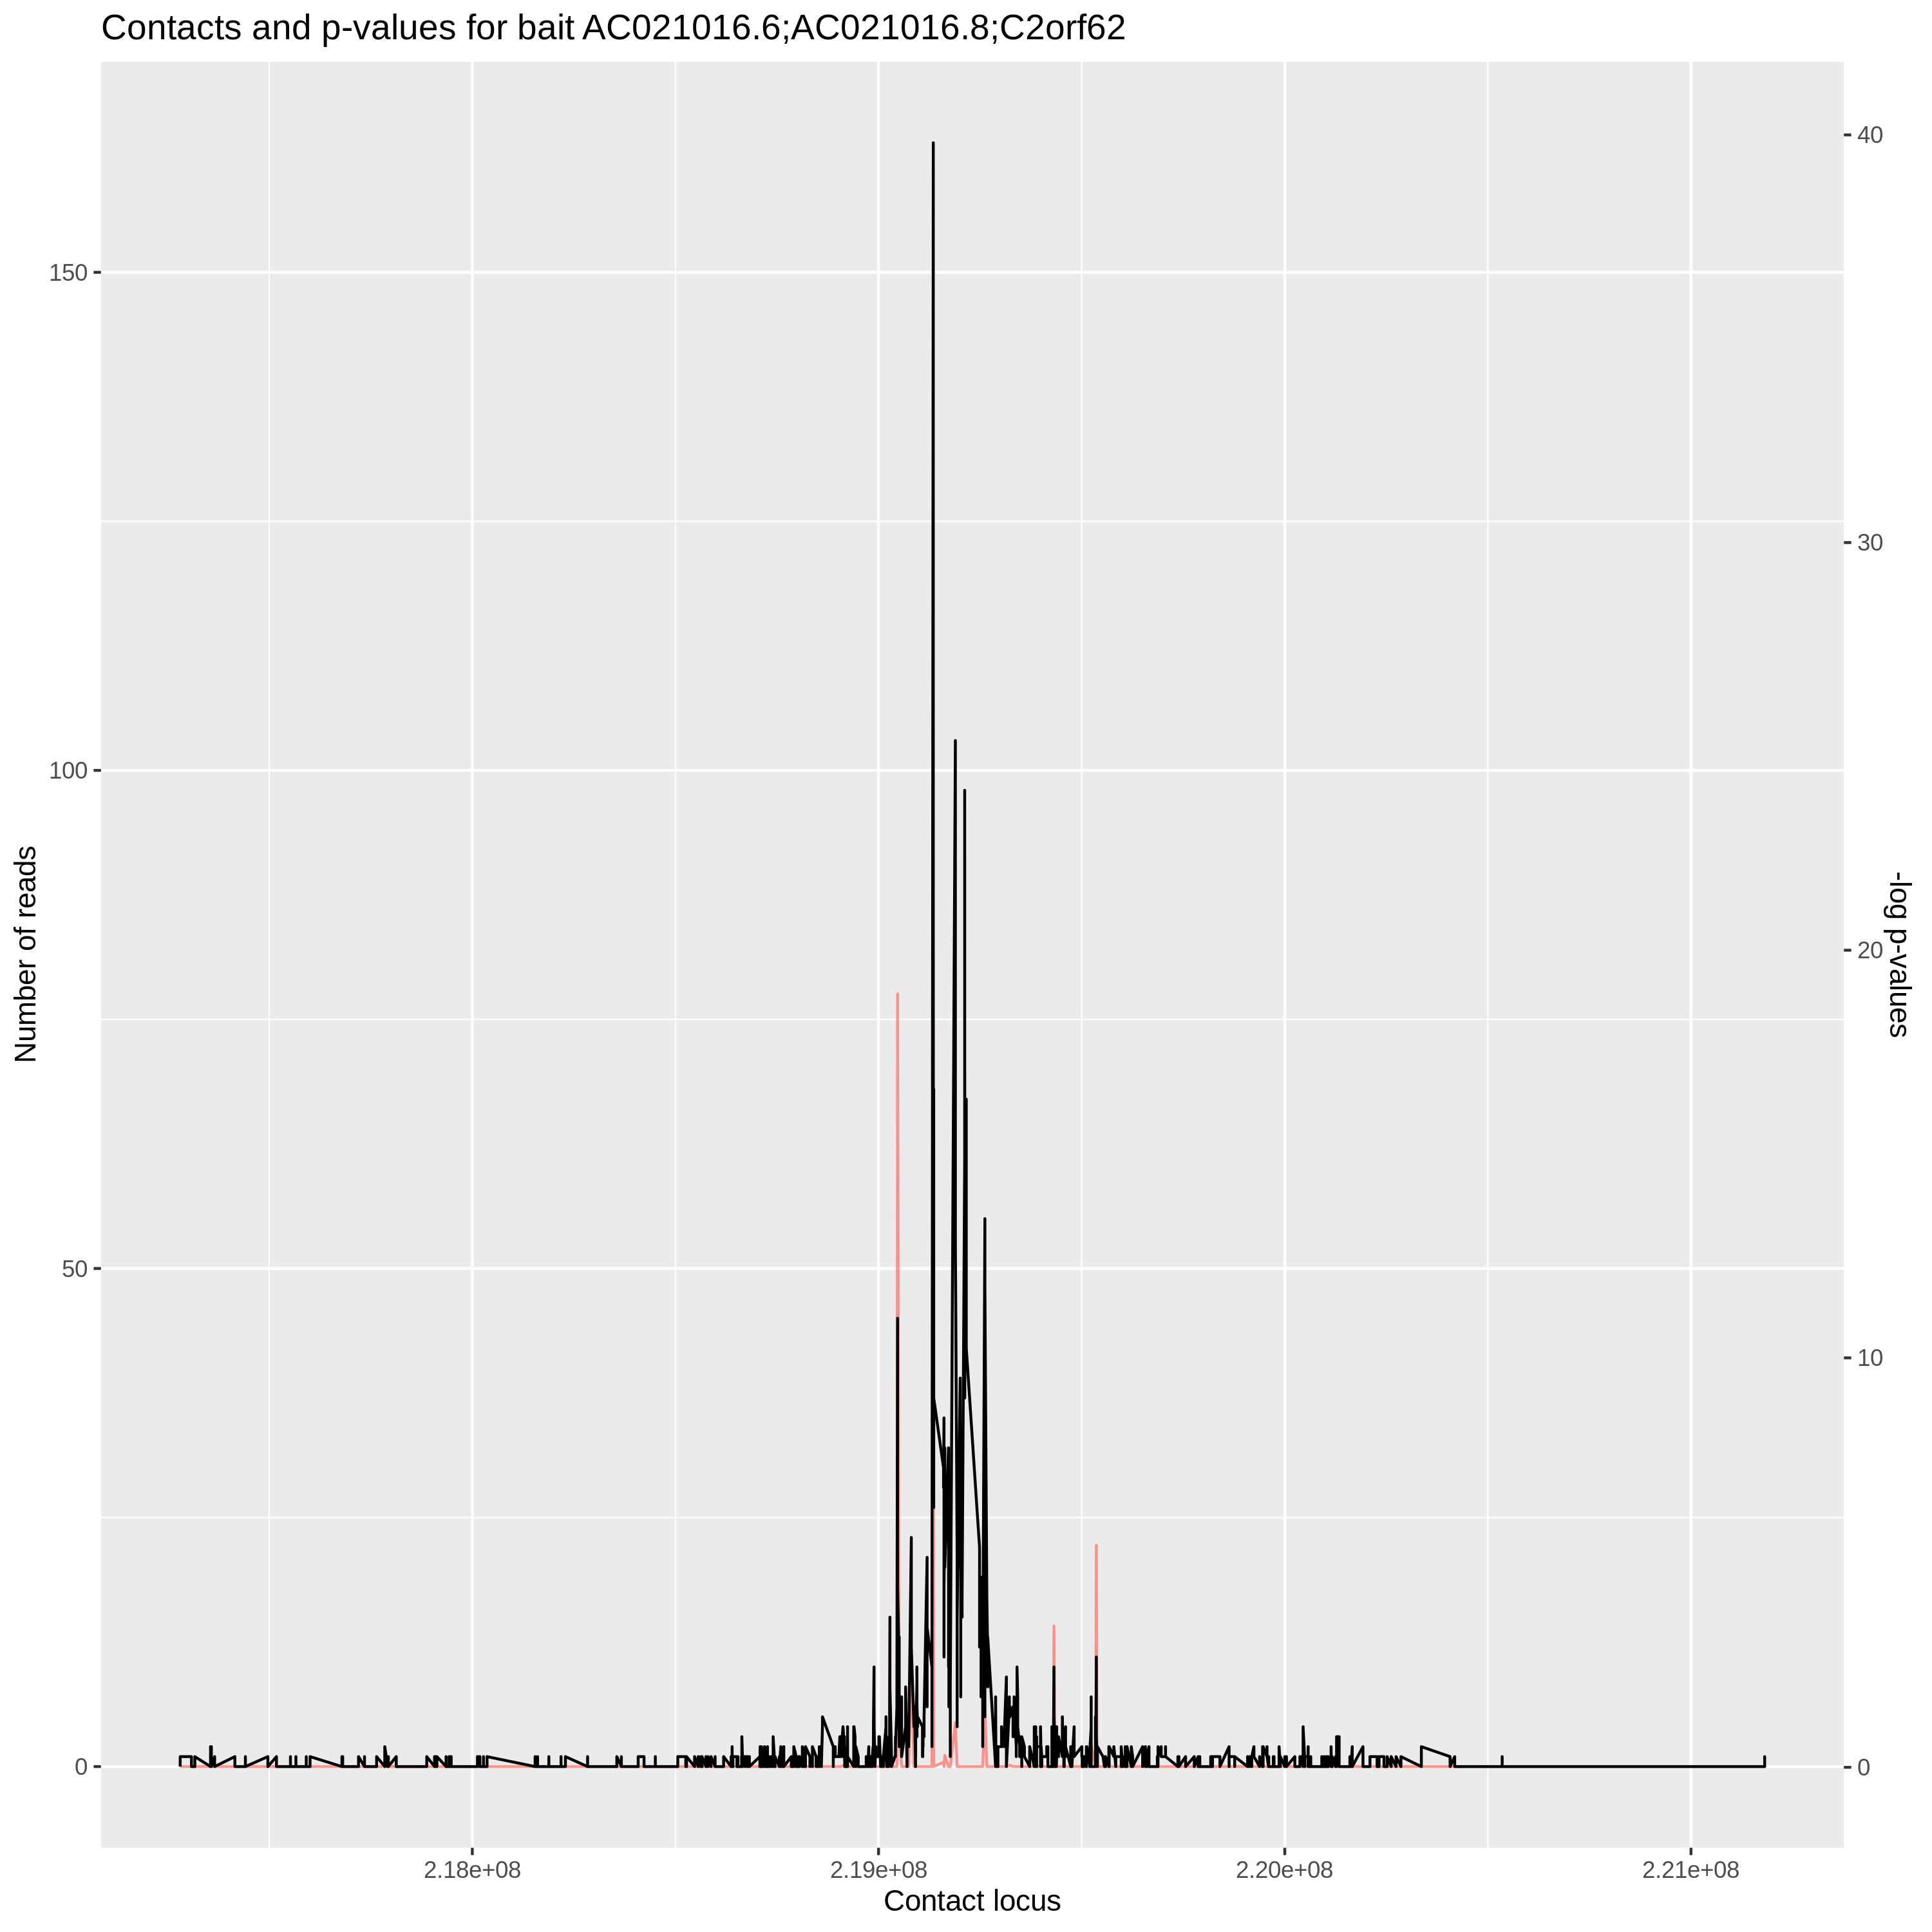 Contacts and p-values for bait AC021016.6;AC021016.8;C2orf62
150
100
50
0
Number of reads
40
30
20
10
0
-log p-values
2.18e+08 2.19e+08 2.20e+08 2.21e+08
Contact locus